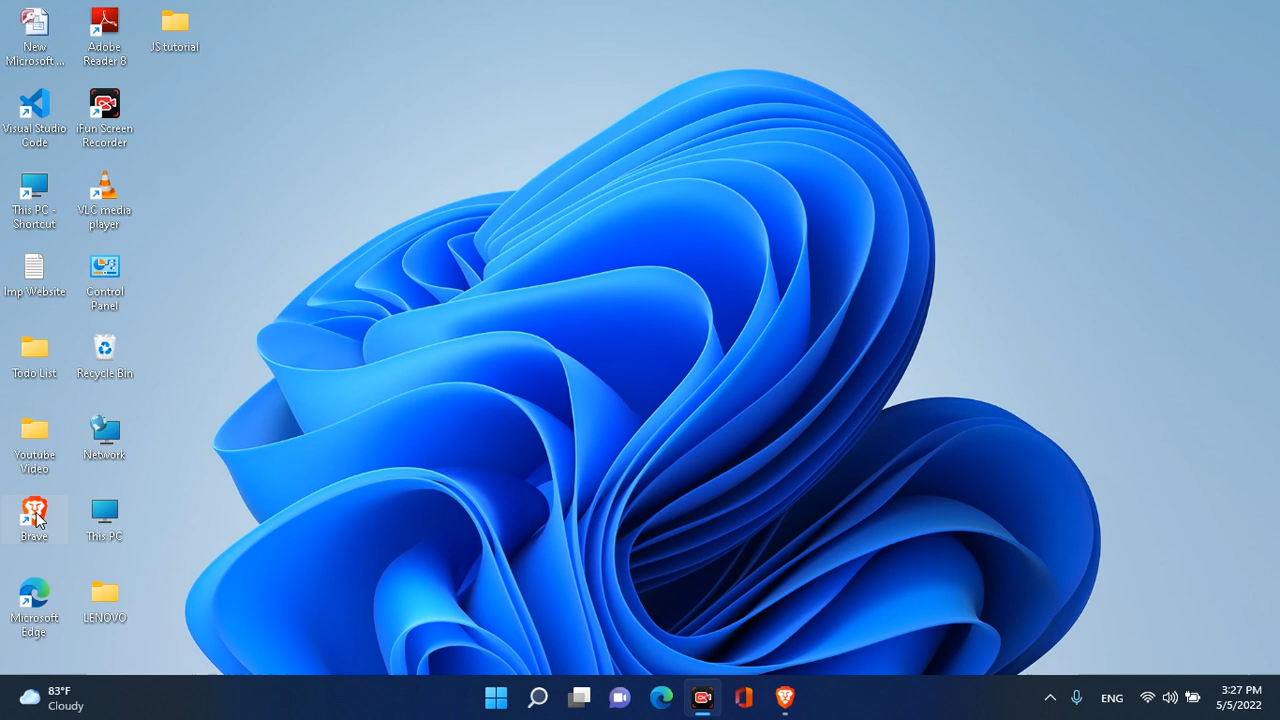 New
Microsoft ...
Adobe
Reader 8
JS tutorial
Visual Studio
Code
iFun Screen
Recorder
This PC -
Shortcut
VLC media
player
Imp Website
Control
Panel
Todo List
Recycle Bin
Youtube
Video
Network
Brave
This PC
Microsoft
Edge
LENOVO
83°F
Cloudy
ENG
3:27 PM
5/5/2022